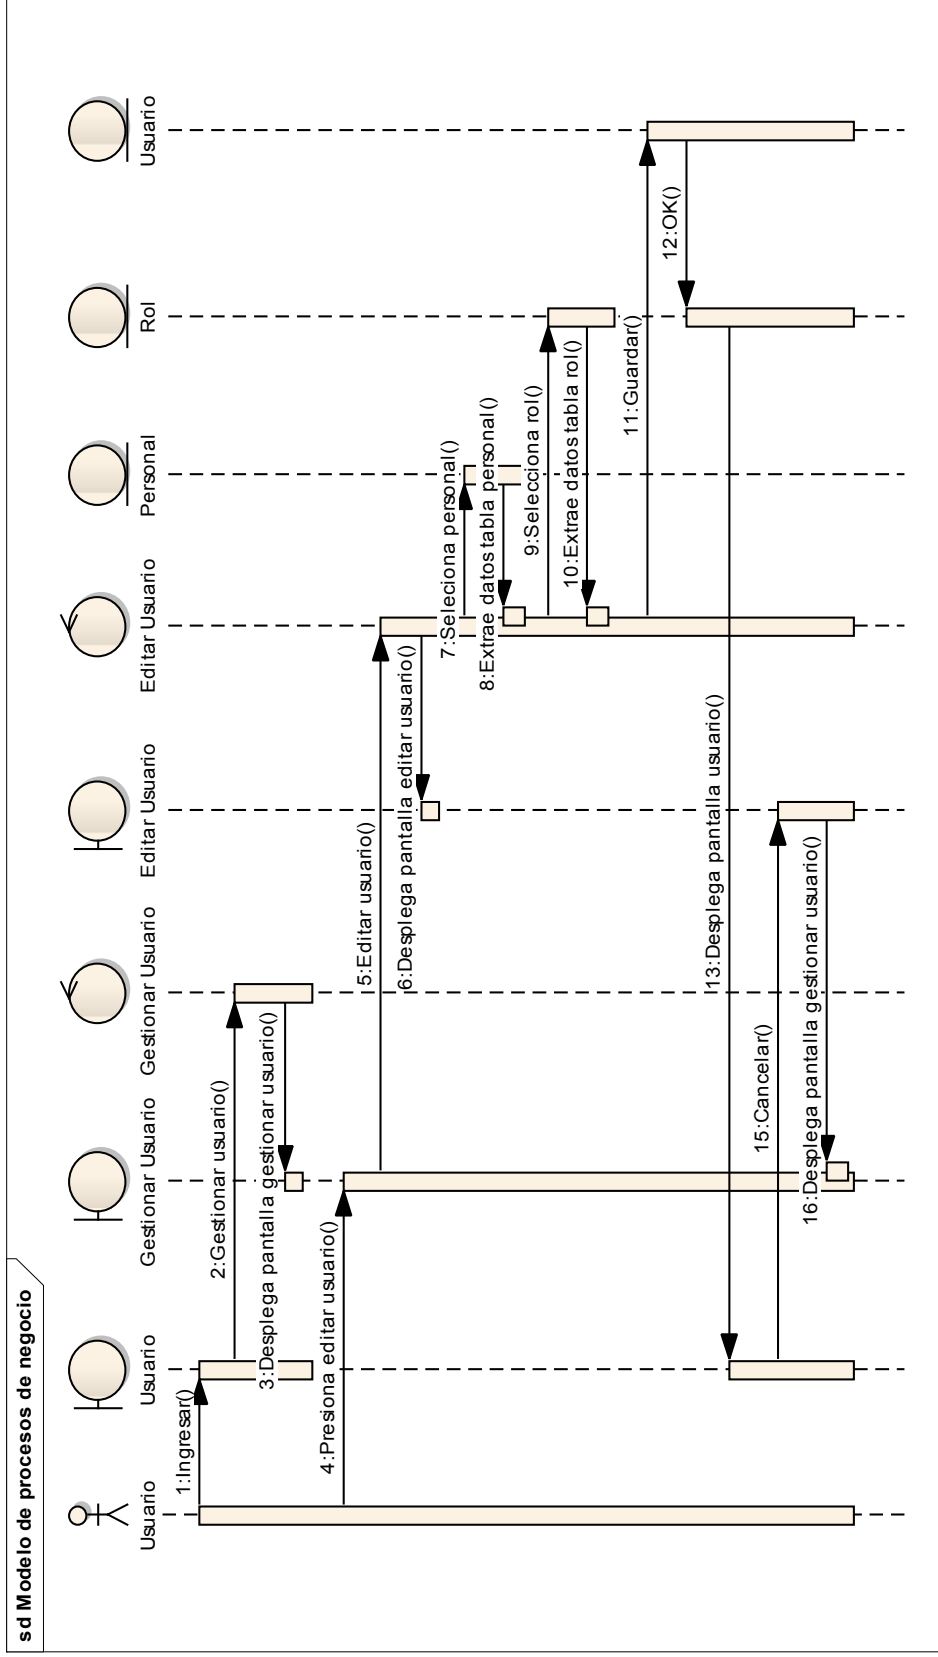 sd Modelo de procesos de negocio
Usuario
Usuario
Gestionar Usuario
Gestionar Usuario
Editar Usuario
Editar Usuario
Personal
Rol
Usuario
1:Ingresar()
2:Gestionar usuario()
3:Desplega pantalla gestionar usuario()
4:Presiona editar usuario()
5:Editar usuario()
6:Desplega pantalla editar usuario()
7:Seleciona personal()
8:Extrae datos tabla personal()
9:Selecciona rol()
10:Extrae datos tabla rol()
11:Guardar()
12:OK()
13:Desplega pantalla usuario()
15:Cancelar()
16:Desplega pantalla gestionar usuario()